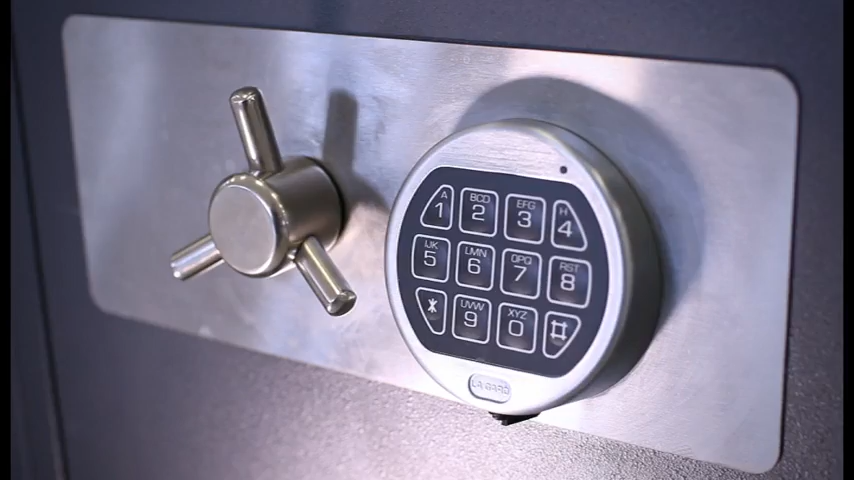 A BCD EFG H
1 2 3 4
IJK LMN OPQ RST
5 6 7 8
UVW XYZ
* 9 0 #
LA GARD